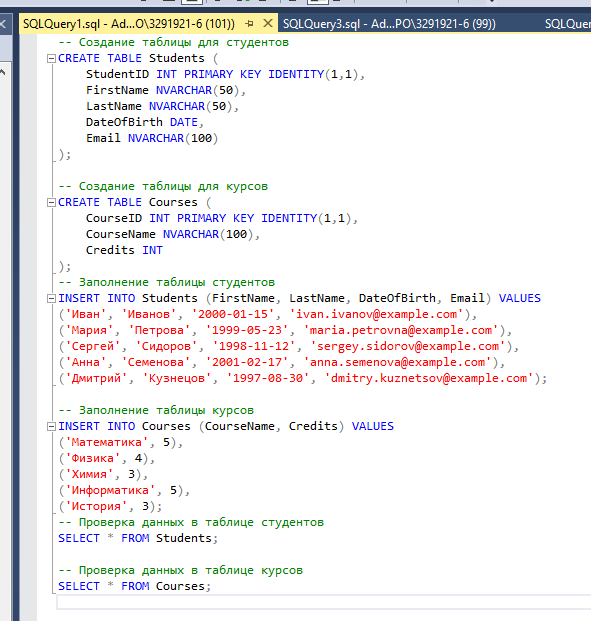 SQLQuery1.sql - Ad...O\3291921-6 (101))
SQLQuery3.sql - Ad...PO\3291921-6 (99))
SQLQuer
-- Создание таблицы для студентов
CREATE TABLE Students (
StudentID INT PRIMARY KEY IDENTITY(1,1),
FirstName NVARCHAR(50),
LastName NVARCHAR(50),
DateOfBirth DATE,
Email NVARCHAR(100)
);
-- Создание таблицы для курсов
CREATE TABLE Courses (
CourseID INT PRIMARY KEY IDENTITY(1,1),
CourseName NVARCHAR(100),
Credits INT
);
-- Заполнение таблицы студентов
INSERT INTO Students (FirstName, LastName, DateOfBirth, Email) VALUES
('Иван', 'Иванов', '2000-01-15', 'ivan.ivanov@example.com'),
('Мария', 'Петрова', '1999-05-23', 'maria.petrovna@example.com'),
('Сергей', 'Сидоров', '1998-11-12', 'sergey.sidorov@example.com'),
('Анна', 'Семенова', '2001-02-17', 'anna.semenova@example.com'),
('Дмитрий', 'Кузнецов', '1997-08-30', 'dmitry.kuznetsov@example.com');
-- Заполнение таблицы курсов
INSERT INTO Courses (CourseName, Credits) VALUES
('Математика', 5),
('Физика', 4),
('Химия', 3),
('Информатика', 5),
('История', 3);
-- Проверка данных в таблице студентов
SELECT * FROM Students;
-- Проверка данных в таблице курсов
SELECT * FROM Courses;